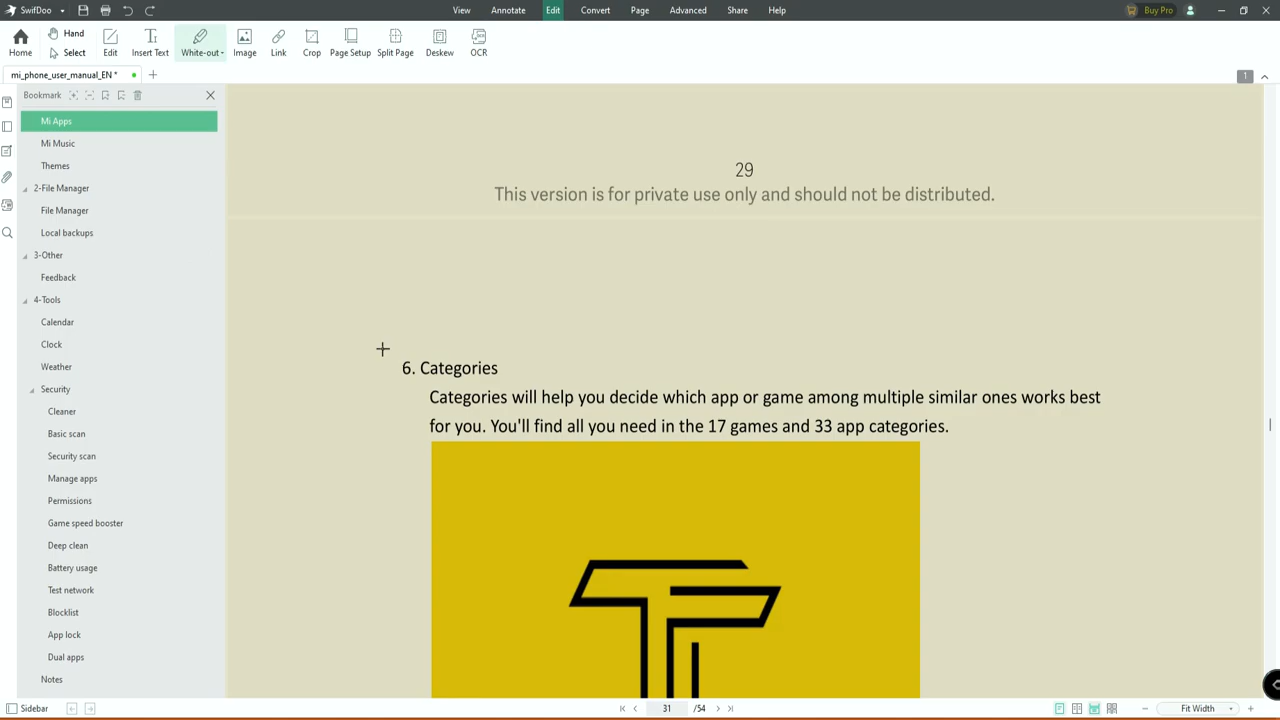 SwifDoo
View Annotate Edit Convert Page Advanced Share Help
Buy Pro
Home
Hand
Select
Edit
Insert Text
White-out
Image
Link
Crop
Page Setup
Split Page
Deskew
OCR
mi_phone_user_manual_EN *
1
Bookmark
Mi Apps
Mi Music
Themes
2-File Manager
File Manager
Local backups
3-Other
Feedback
4-Tools
Calendar
Clock
Weather
Security
Cleaner
Basic scan
Security scan
Manage apps
Permissions
Game speed booster
Deep clean
Battery usage
Test network
Blocklist
App lock
Dual apps
Notes
29
This version is for private use only and should not be distributed.
6. Categories
Categories will help you decide which app or game among multiple similar ones works best
for you. You'll find all you need in the 17 games and 33 app categories.
Sidebar
31 /54
Fit Width